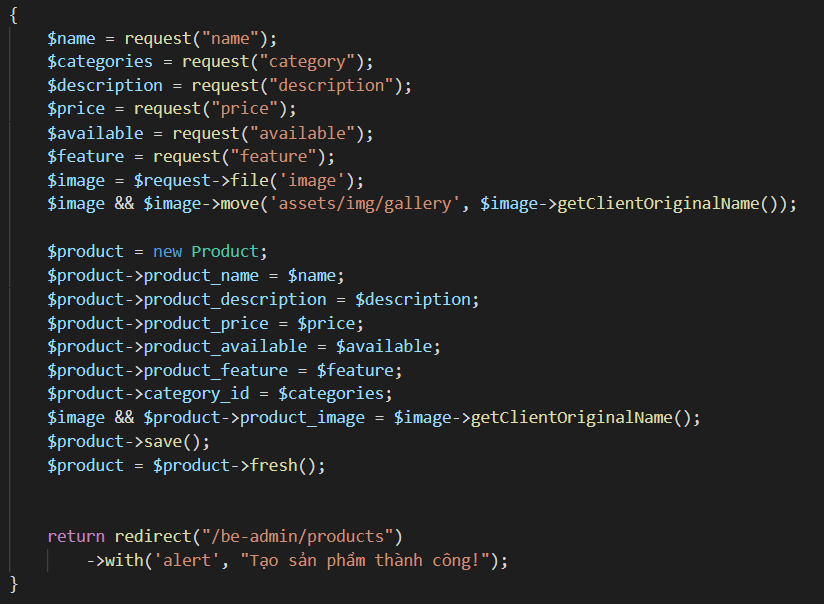 {
$name = request("name");
$categories = request("category");
$description = request("description");
$price = request("price");
$available = request("available");
$feature = request("feature");
$image = $request->file('image');
$image && $image->move('assets/img/gallery', $image->getClientOriginalName());
$product = new Product;
$product->product_name = $name;
$product->product_description = $description;
$product->product_price = $price;
$product->product_available = $available;
$product->product_feature = $feature;
$product->category_id = $categories;
$image && $product->product_image = $image->getClientOriginalName();
$product->save();
$product = $product->fresh();
return redirect("/be-admin/products")
->with('alert', "Tạo sản phẩm thành công!");
}